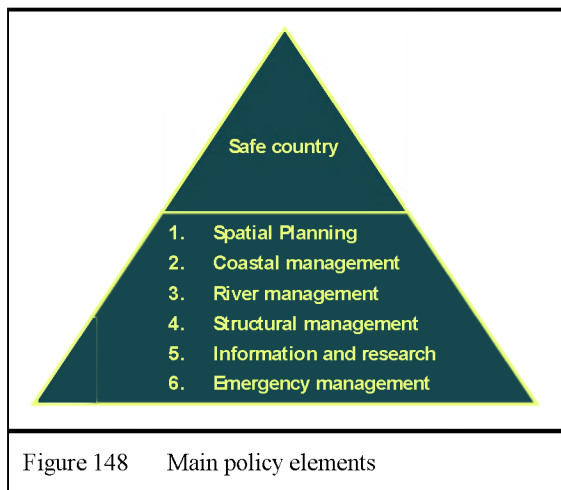 Safe country
1. Spatial Planning
2. Coastal management
3. River management
4. Structural management
5. Information and research
6. Emergency management
Figure 148 Main policy elements